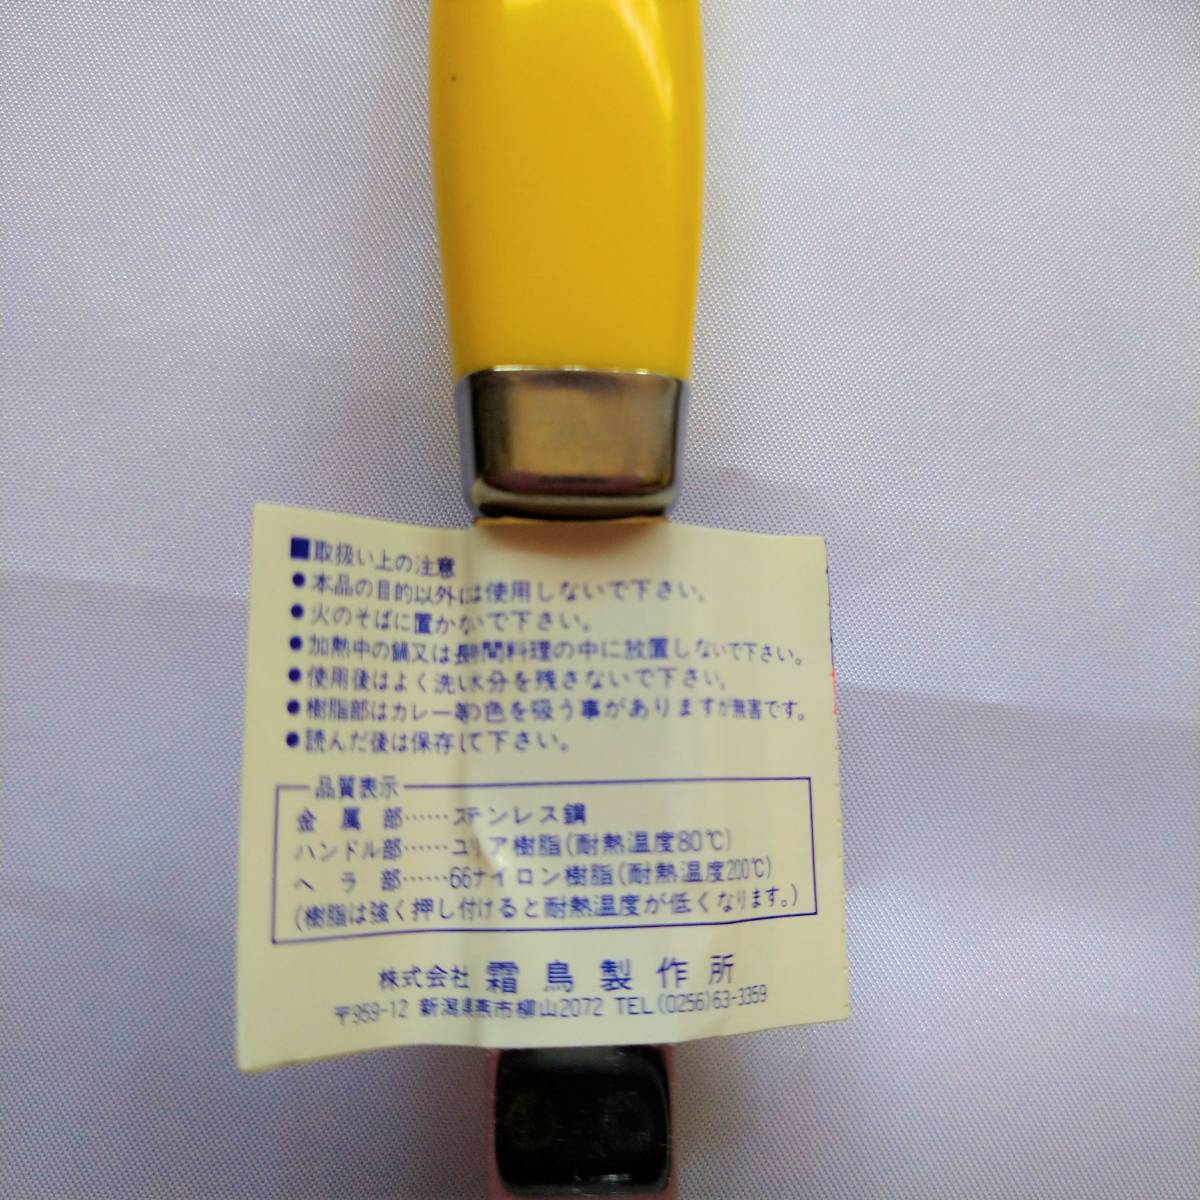 ■取扱い上の注意
●本品の目的以外には使用しないで下さい。
●火のそばに置かないで下さい。
●加熱中の鍋又は長時間料理の中に放置しないで下さい。
●使用後はよく洗い水分を残さないで下さい。
●樹脂部はカレー等の色を吸う事がありますが無害です。
●読んだ後は保存して下さい。
品質表示
金属部……ステンレス鋼
ハンドル部……ユリア樹脂(耐熱温度80℃)
ヘラ部……66ナイロン樹脂(耐熱温度200℃)
(樹脂は強く押し付けると耐熱温度が低くなります。)
株式会社 霜鳥製作所
〒959-12 新潟県燕市柳山2072 TEL(0256)63-3359